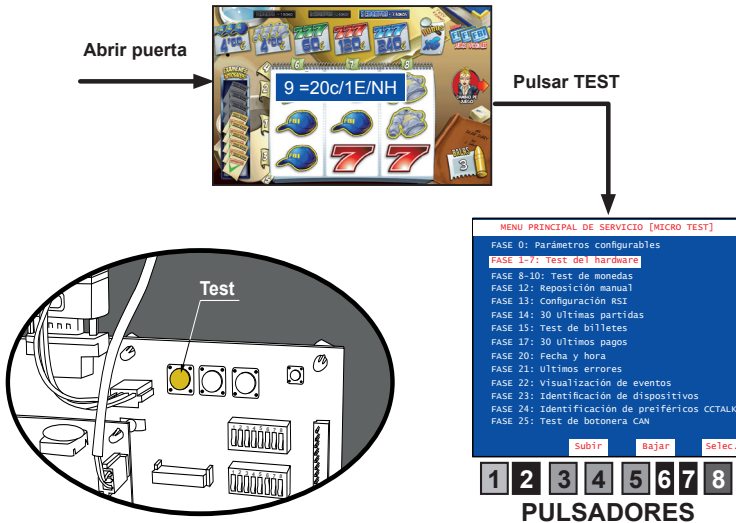 Abrir puerta
9 =20c/1E/NH
3
Pulsar TEST
Test
MENU PRINCIPAL DE SERVICIO [MICRO TEST]
FASE 0: Parámetros configurables
FASE 1-7: Test del hardware
FASE 8-10: Test de monedas
FASE 12: Reposición manual
FASE 13: Configuración RSI
FASE 14: 30 Ultimas partidas
FASE 15: Test de billetes
FASE 17: 30 Ultimos pagos
FASE 20: Fecha y hora
FASE 21: Ultimos errores
FASE 22: Visualización de eventos
FASE 23: Identificación de dispositivos
FASE 24: Identificación de preiféricos CCTALK
FASE 25: Test de botonera CAN
Subir Bajar Selec.
1 2 3 4 5 6 7 8
PULSADORES